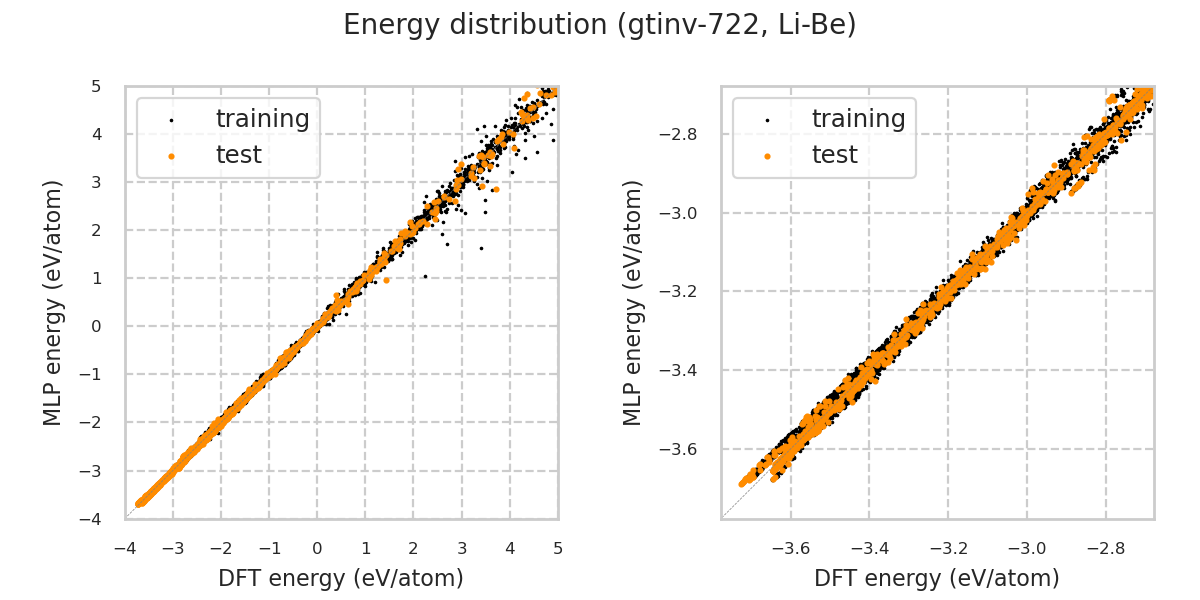 Energy distribution (gtinv-722, Li-Be)
5
4
3
2
1
0
−1
−2
−3
−4
MLP energy (eV/atom)
training
test
−4 −3 −2 −1 0 1 2 3 4 5
DFT energy (eV/atom)
−2.8
−3.0
−3.2
−3.4
−3.6
MLP energy (eV/atom)
training
test
−3.6 −3.4 −3.2 −3.0 −2.8
DFT energy (eV/atom)